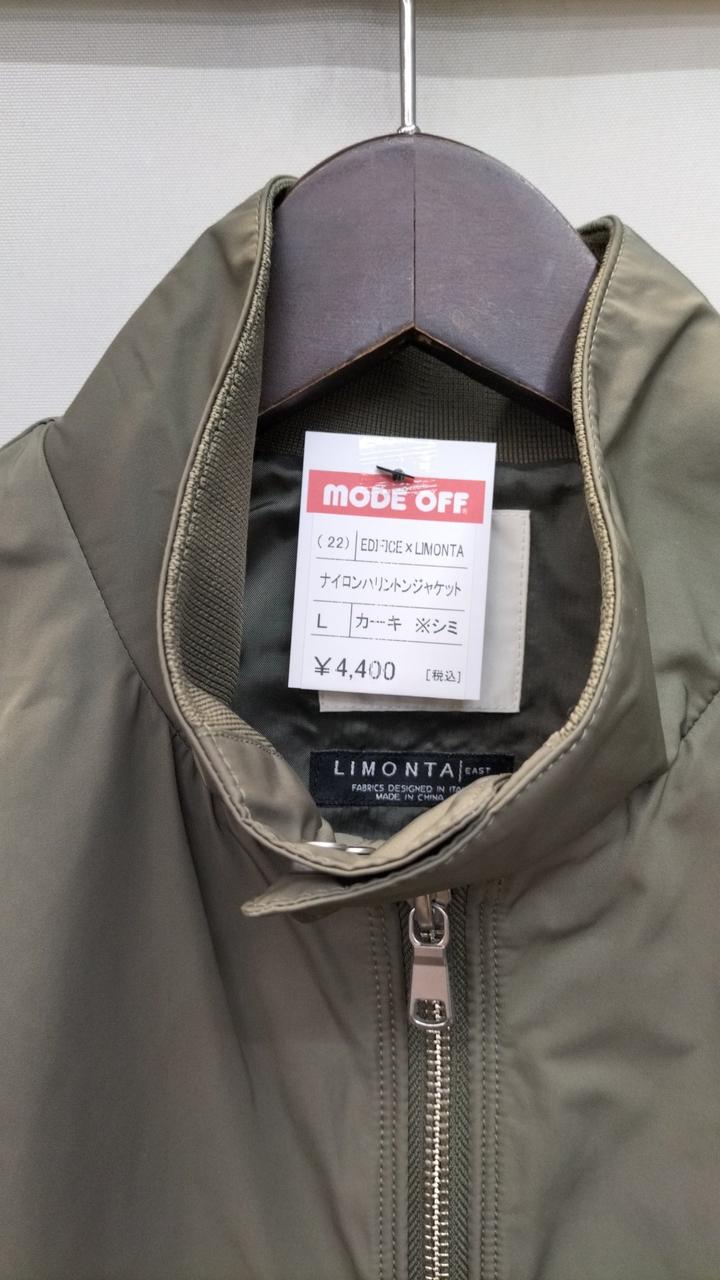 MODE OFF®
(22) EDIFICE×LIMONTA
ナイロンハリントンジャケット
L カーキ ※シミ
¥4,400 [税込]
LIMONTA|EAST
FABRICS DESIGNED IN
MADE IN CHINA